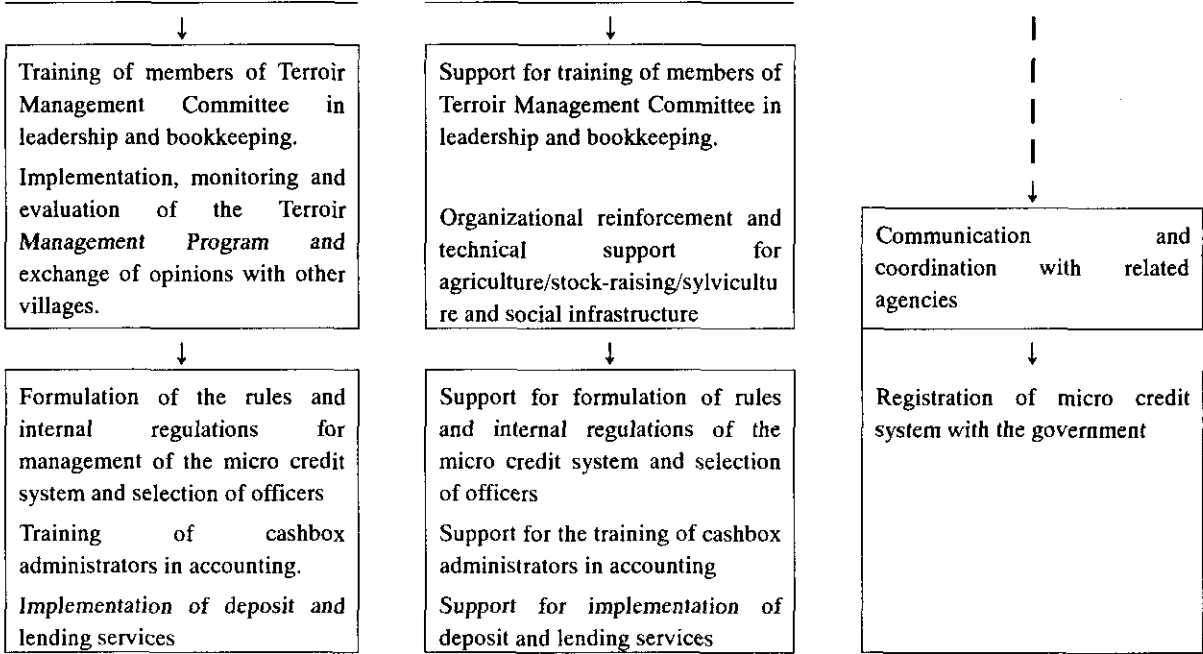 Training of members of Terroir
Management Committee in
leadership and bookkeeping.
Implementation, monitoring and
evaluation of the Terroir
Management Program and
exchange of opinions with other
villages.
Support for training of members of
Terroir Management Committee in
leadership and bookkeeping.
Organizational reinforcement and
technical support for
agriculture/stock-raising/sylvicultu
re and social infrastructure
Communication and
coordination with related
agencies
Formulation of the rules and
internal regulations for
management of the micro credit
system and selection of officers
Training of cashbox
administrators in accounting.
Implementation of deposit and
lending services
Support for formulation of rules
and internal regulations of the
micro credit system and selection
of officers
Support for the training of cashbox
administrators in accounting
Support for implementation of
deposit and lending services
Registration of micro credit
system with the government